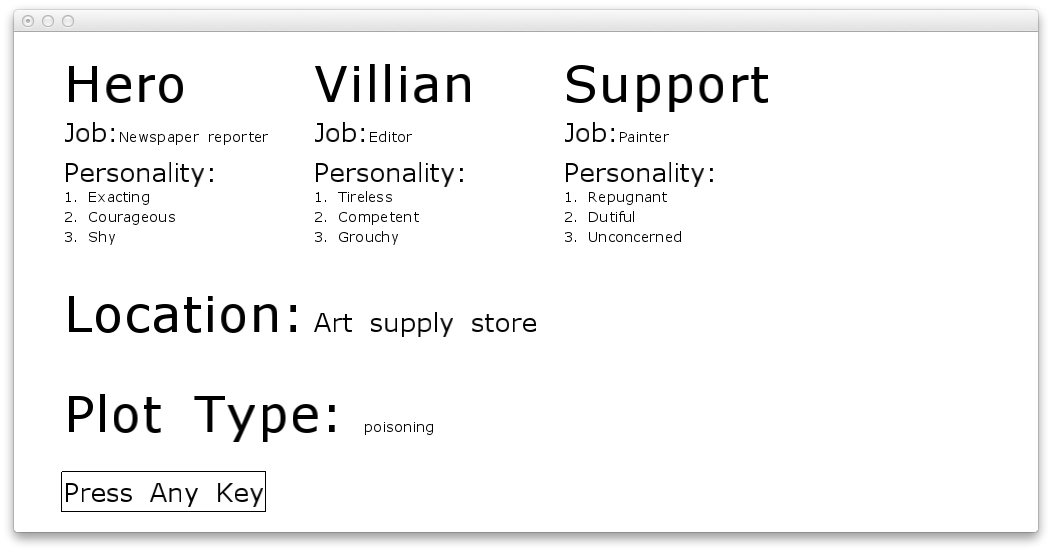 Hero Villian Support
Job:Newspaper reporter Job:Editor Job:Painter
Personality: Personality: Personality:
1. Exacting 1. Tireless 1. Repugnant
2. Courageous 2. Competent 2. Dutiful
3. Shy 3. Grouchy 3. Unconcerned
Location: Art supply store
Plot Type: poisoning
Press Any Key